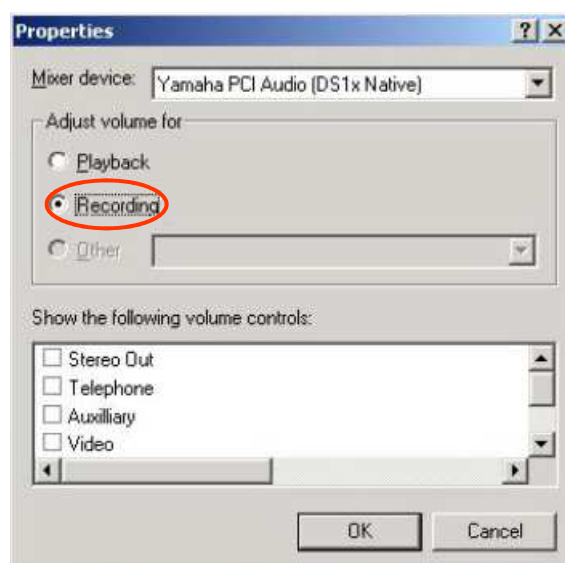 Properties
Mixer device: Yamaha PCI Audio (DS1x Native)
Adjust volume for
Playback
Recording
Other
Show the following volume controls:
Stereo Out
Telephone
Auxilliary
Video
OK Cancel